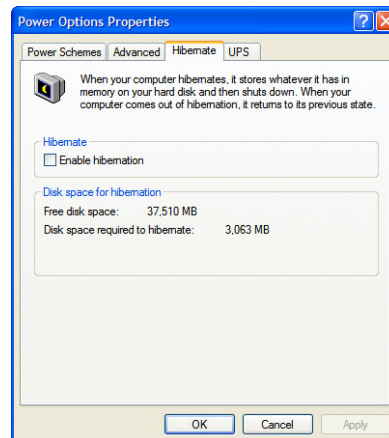 Power Options Properties
Power Schemes Advanced Hibernate UPS
When your computer hibernates, it stores whatever it has in
memory on your hard disk and then shuts down. When your
computer comes out of hibernation, it returns to its previous state.
Hibernate
Enable hibernation
Disk space for hibernation
Free disk space: 37,510 MB
Disk space required to hibernate: 3,063 MB
OK Cancel Apply